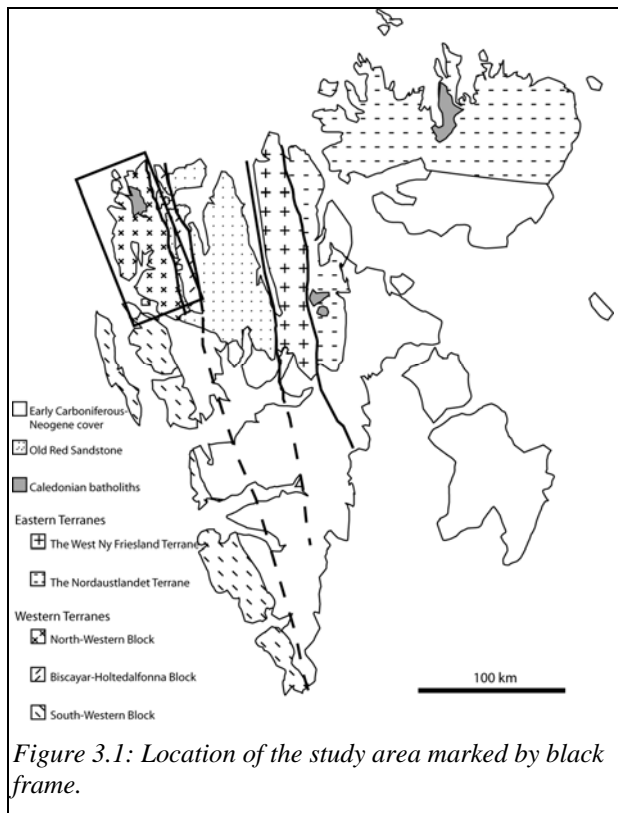 Early Carboniferous-
Neogene cover
Old Red Sandstone
Caledonian batholiths
Eastern Terranes
The West Ny Friesland Terrane
The Nordaustlandet Terrane
Western Terranes
North-Western Block
Biscayar-Holtedalfonna Block
South-Western Block
100 km
Figure 3.1: Location of the study area marked by black
frame.